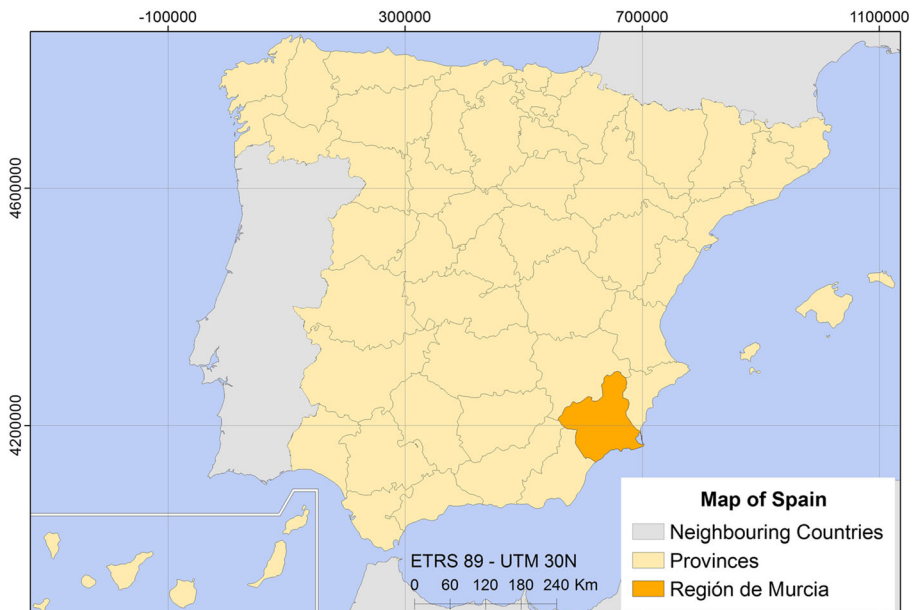 -100000 300000 7000000 1100000
4600000
4200000
Map of Spain
Neighbouring Countries
Provinces
Región de Murcia
ETRS 89 - UTM 30N
0 60 120 180 240 Km